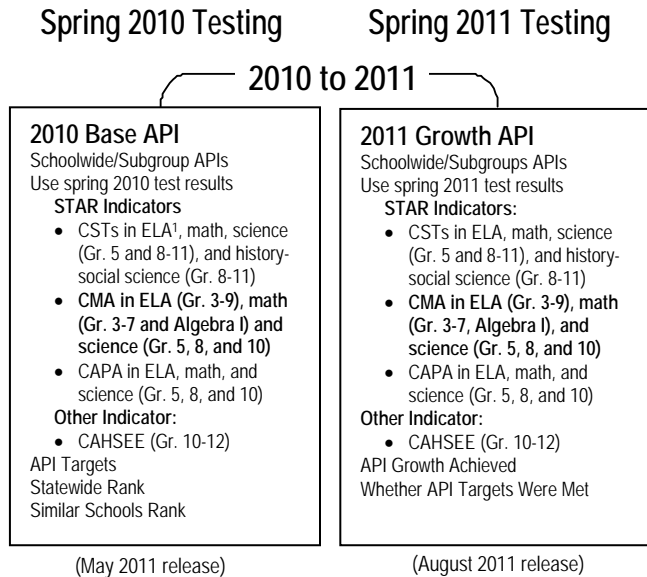 Spring 2010 Testing
Spring 2011 Testing
2010 to 2011
2010 Base API
Schoolwide/Subgroup APIs
Use spring 2010 test results
STAR Indicators
• CSTs in ELA¹, math, science
(Gr. 5 and 8-11), and history-
social science (Gr. 8-11)
• CMA in ELA (Gr. 3-9), math
(Gr. 3-7 and Algebra I) and
science (Gr. 5, 8, and 10)
• CAPA in ELA, math, and
science (Gr. 5, 8, and 10)
Other Indicator:
• CAHSEE (Gr. 10-12)
API Targets
Statewide Rank
Similar Schools Rank
(May 2011 release)
2011 Growth API
Schoolwide/Subgroups APIs
Use spring 2011 test results
STAR Indicators:
• CSTs in ELA, math, science
(Gr. 5 and 8-11), and history-
social science (Gr. 8-11)
• CMA in ELA (Gr. 3-9), math
(Gr. 3-7, Algebra I), and
science (Gr. 5, 8, and 10)
• CAPA in ELA, math, and
science (Gr. 5, 8, and 10)
Other Indicator:
• CAHSEE (Gr. 10-12)
API Growth Achieved
Whether API Targets Were Met
(August 2011 release)